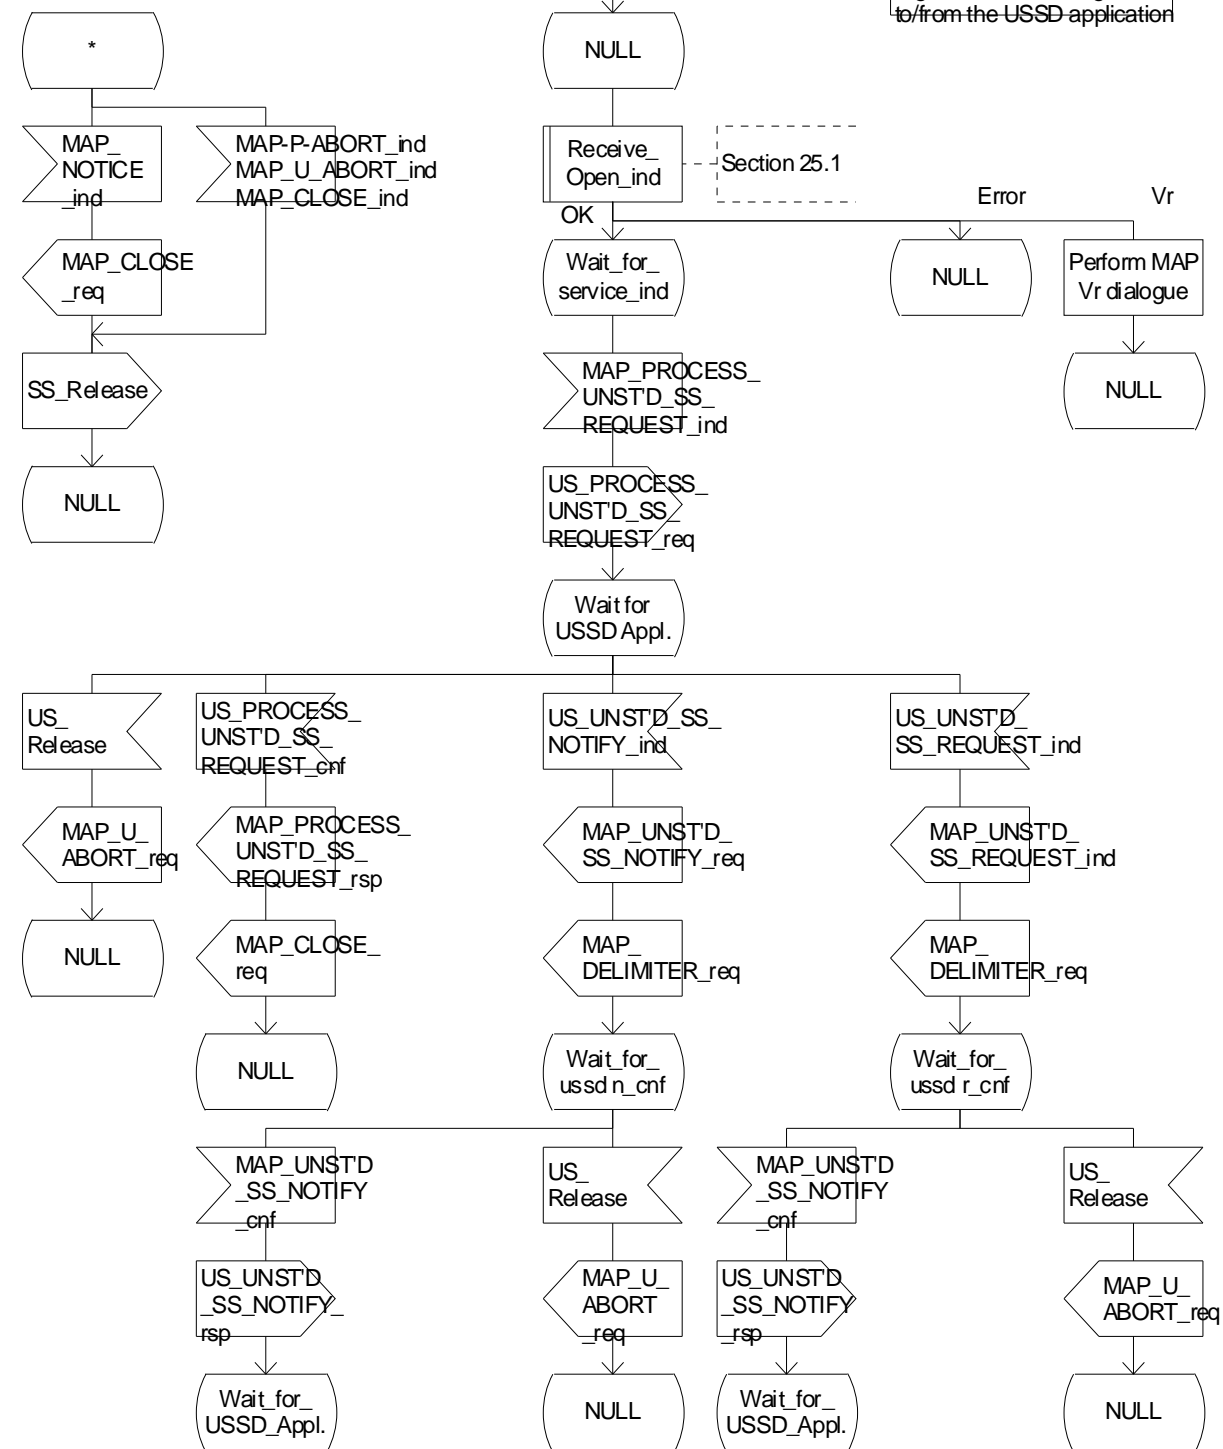 to/from the USSD application
*
NULL
MAP_
NOTICE
_ind
MAP-P-ABORT_ind
MAP_U_ABORT_ind
MAP_CLOSE_ind
Receive_
Open_ind
Section 25.1
OK
Error
Vr
MAP_CLOSE
_req
Wait_for_
service_ind
NULL
Perform MAP
Vr dialogue
SS_Release
MAP_PROCESS_
UNST'D_SS_
REQUEST_ind
NULL
NULL
US_PROCESS_
UNST'D_SS_
REQUEST_req
Wait for
USSD Appl.
US_
Release
US_PROCESS_
UNST'D_SS_
REQUEST_cnf
US_UNST'D_SS_
NOTIFY_ind
US_UNST'D_
SS_REQUEST_ind
MAP_U_
ABORT_req
MAP_PROCESS_
UNST'D_SS_
REQUEST_rsp
MAP_UNST'D_
SS_NOTIFY_req
MAP_UNST'D_
SS_REQUEST_ind
NULL
MAP_CLOSE_
req
MAP_
DELIMITER_req
MAP_
DELIMITER_req
NULL
Wait_for_
ussd n_cnf
Wait_for_
ussd r_cnf
MAP_UNST'D
_SS_NOTIFY
_cnf
US_
Release
MAP_UNST'D
_SS_NOTIFY
_cnf
US_
Release
US_UNST'D
_SS_NOTIFY_
rsp
MAP_U_
ABORT
_req
US_UNST'D
_SS_NOTIFY
_rsp
MAP_U_
ABORT_req
Wait_for_
USSD_Appl.
NULL
Wait_for_
USSD_Appl.
NULL